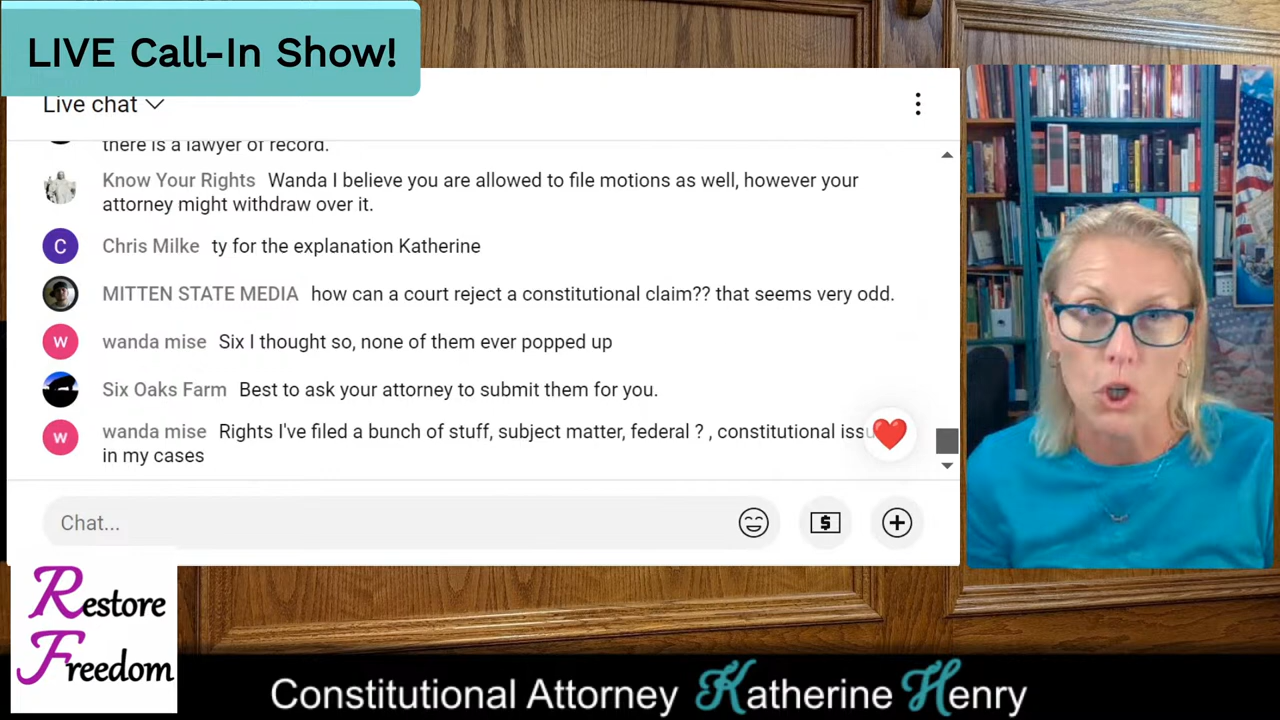 LIVE Call-In Show!
Live chat
there is a lawyer of record.
Know Your Rights Wanda I believe you are allowed to file motions as well, however your
attorney might withdraw over it.
C
Chris Milke ty for the explanation Katherine
MITTEN STATE MEDIA how can a court reject a constitutional claim?? that seems very odd.
w
wanda mise Six I thought so, none of them ever popped up
Six Oaks Farm Best to ask your attorney to submit them for you.
w
wanda mise Rights I've filed a bunch of stuff, subject matter, federal ? , constitutional issu
in my cases
Chat...
$
Restore
Freedom
Constitutional Attorney Katherine Henry